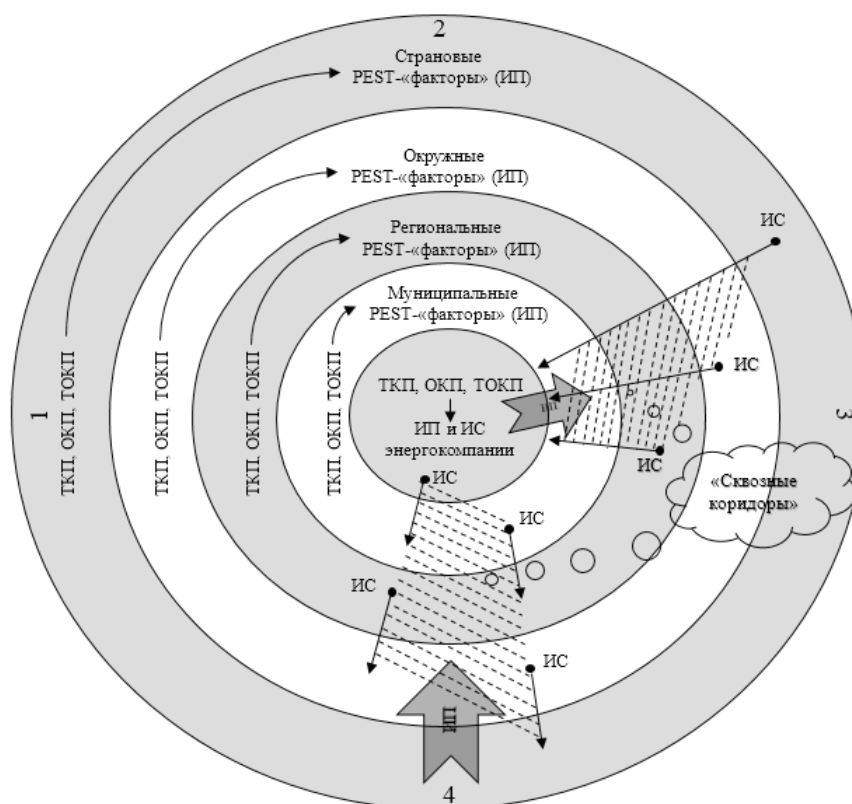 2
Страновые
PEST-«факторы» (ИП)
Окружные
PEST-«факторы» (ИП)
Региональные
PEST-«факторы» (ИП)
Муниципальные
PEST-«факторы» (ИП)
1
ТКП, ОКП, ТОКП
ТКП, ОКП, ТОКП
ТКП, ОКП, ТОКП
ТКП, ОКП, ТОКП
ТКП, ОКП, ТОКП
ИП и ИС
энергокомпании
ИП
ИС
ИС
ИС
3
«Сквозные
коридоры»
ИС
ИС
ИС
ИС
ИП
4